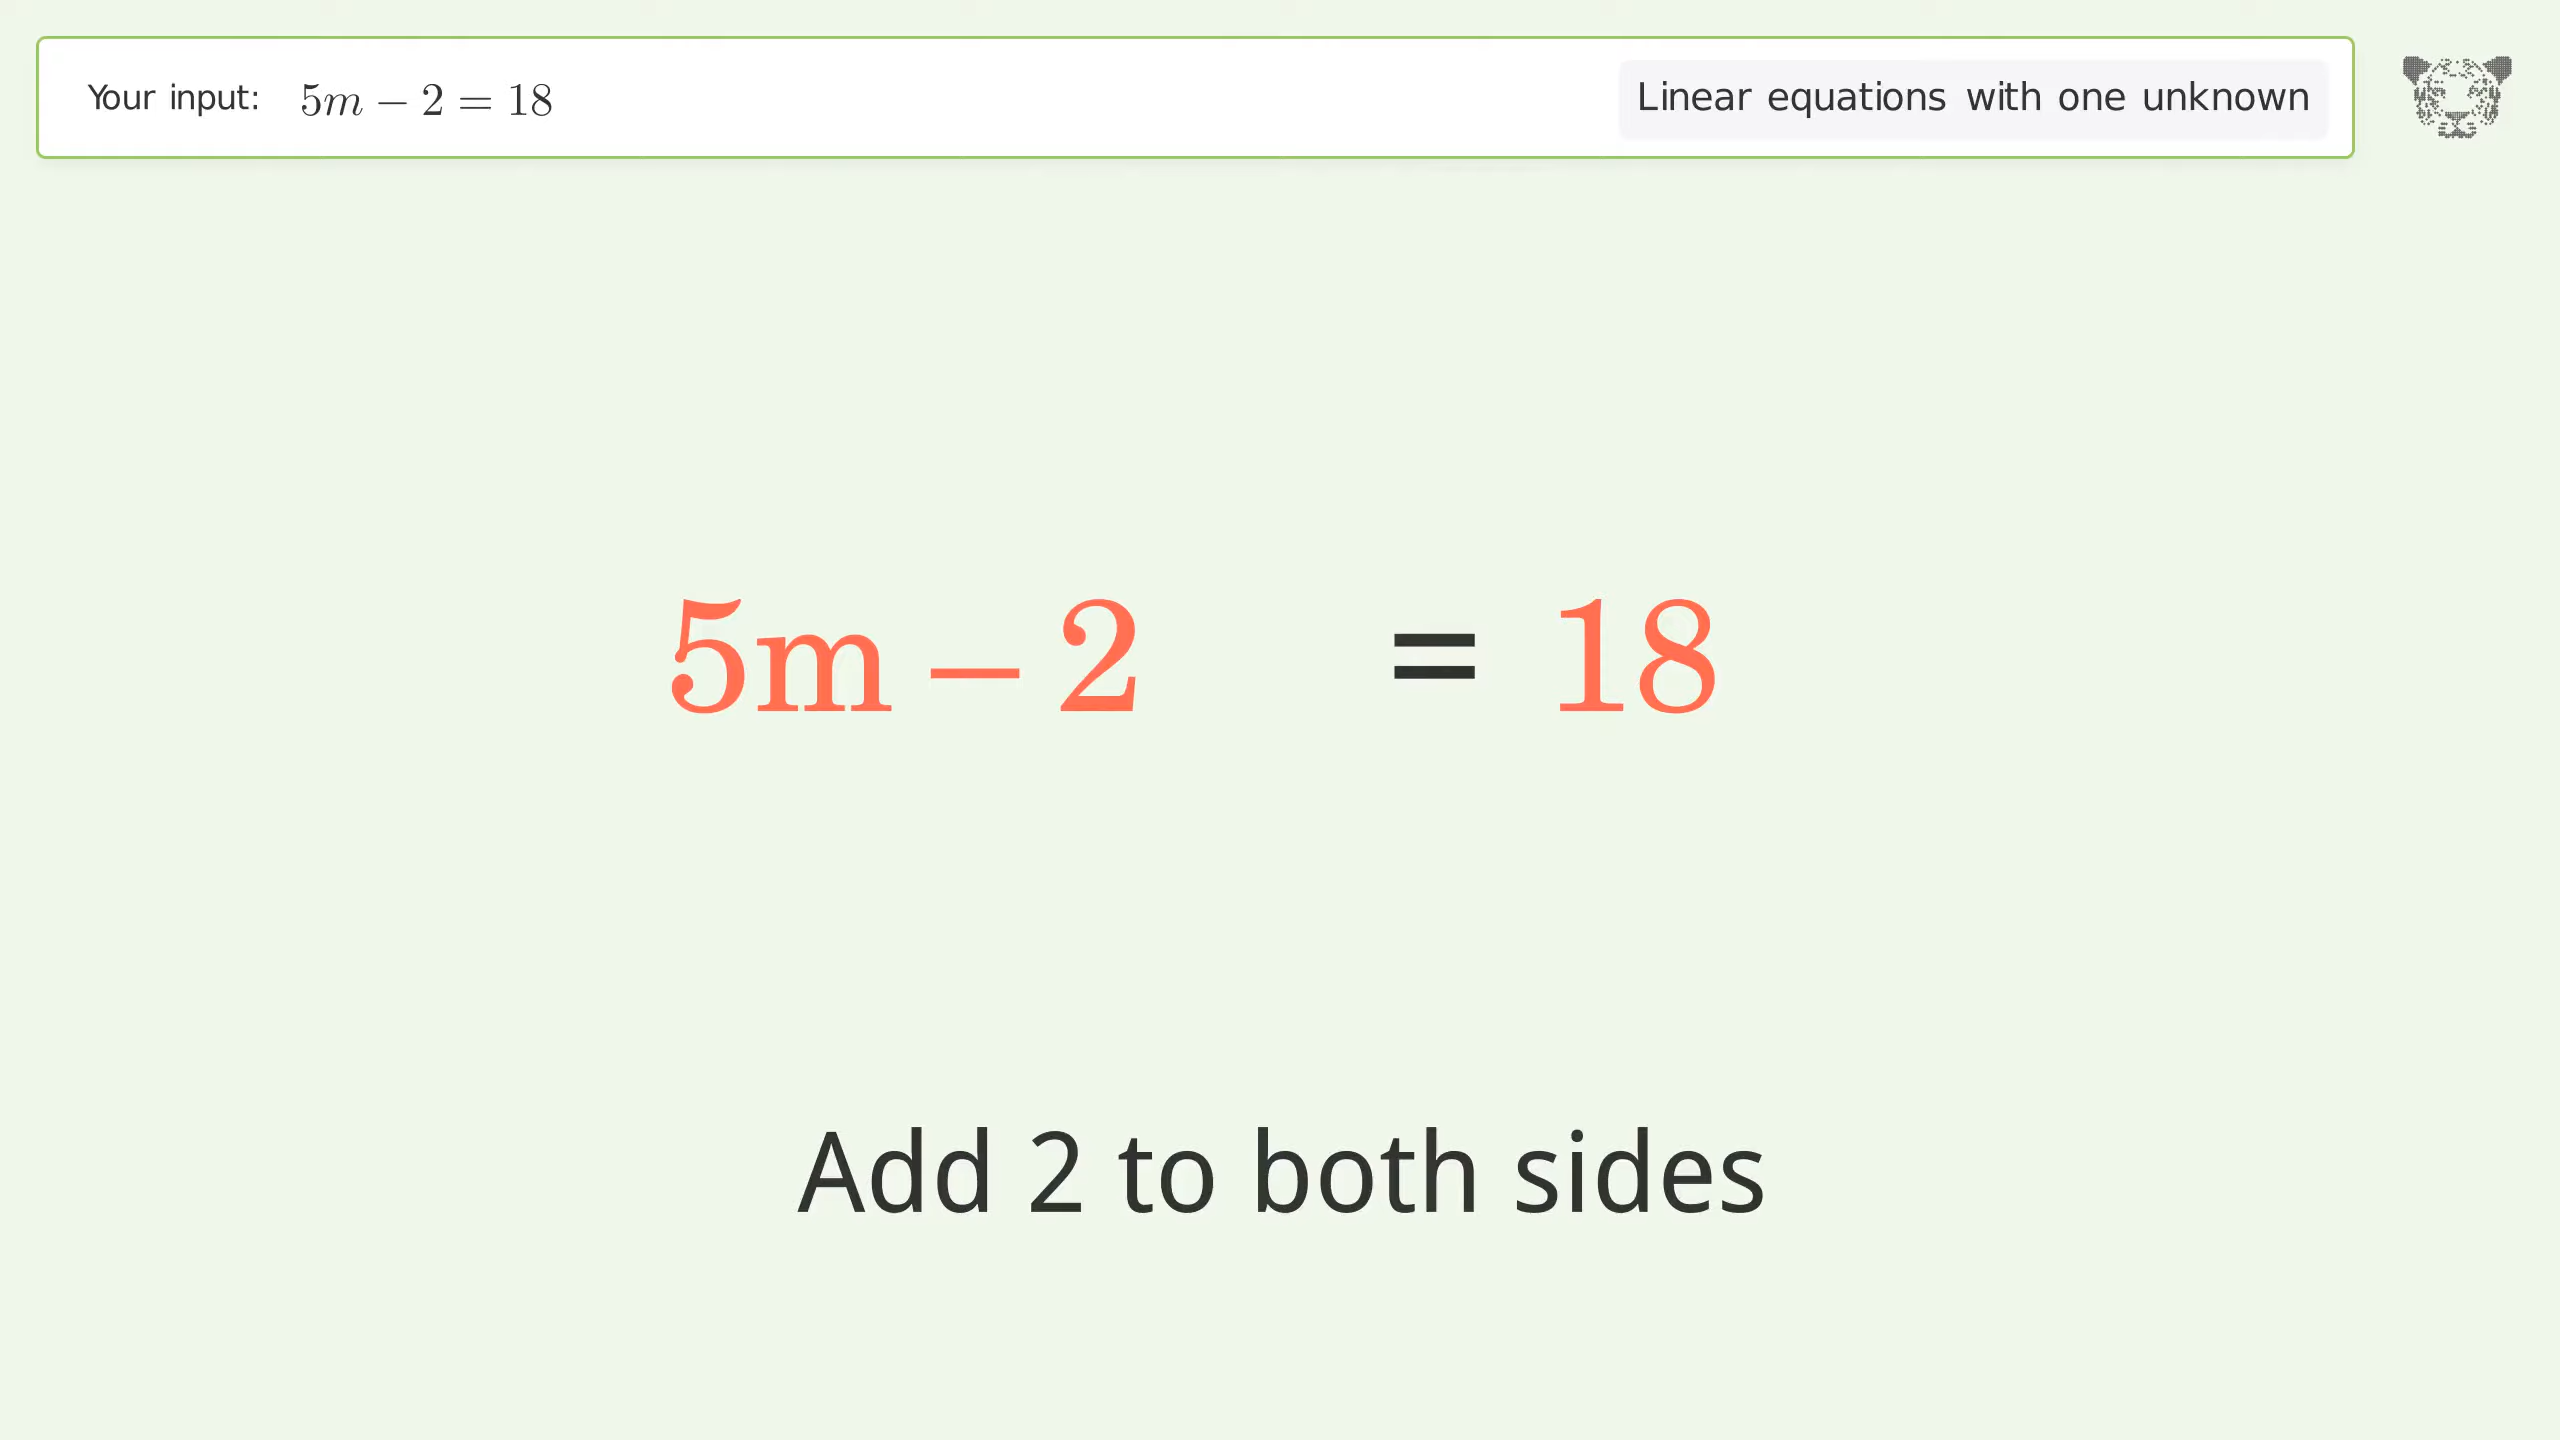 Your input: 5m − 2 = 18
Linear equations with one unknown
5m − 2 = 18
Add 2 to both sides